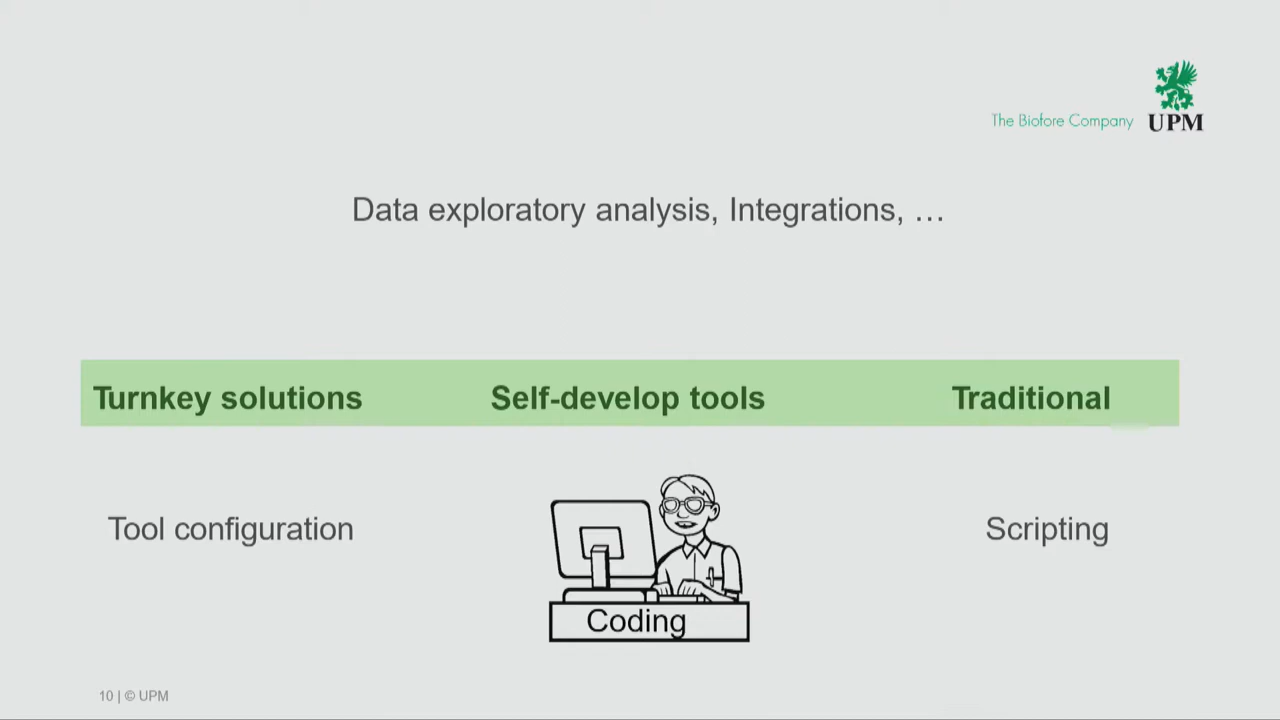 The Biofore Company
UPM
Data exploratory analysis, Integrations, …
Turnkey solutions
Self-develop tools
Traditional
Tool configuration
Scripting
Coding
10 | © UPM